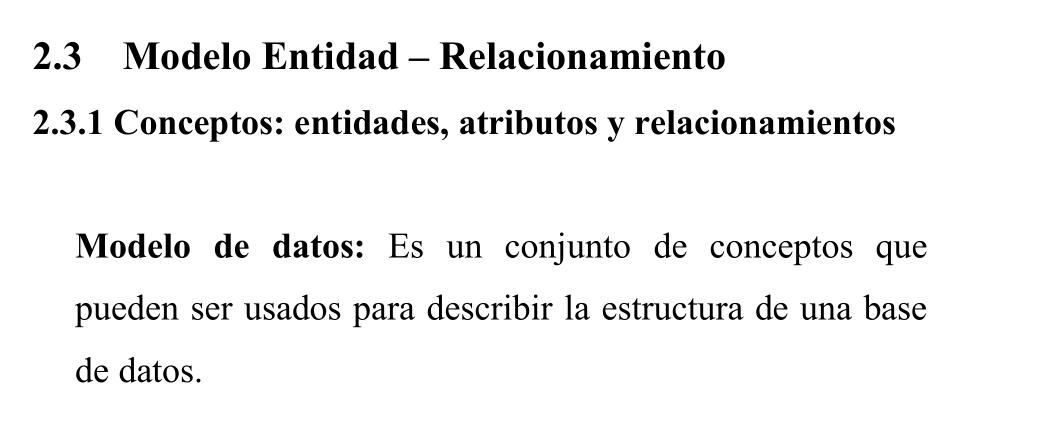 2.3 Modelo Entidad – Relacionamiento
2.3.1 Conceptos: entidades, atributos y relacionamientos
Modelo de datos: Es un conjunto de conceptos que
pueden ser usados para describir la estructura de una base
de datos.